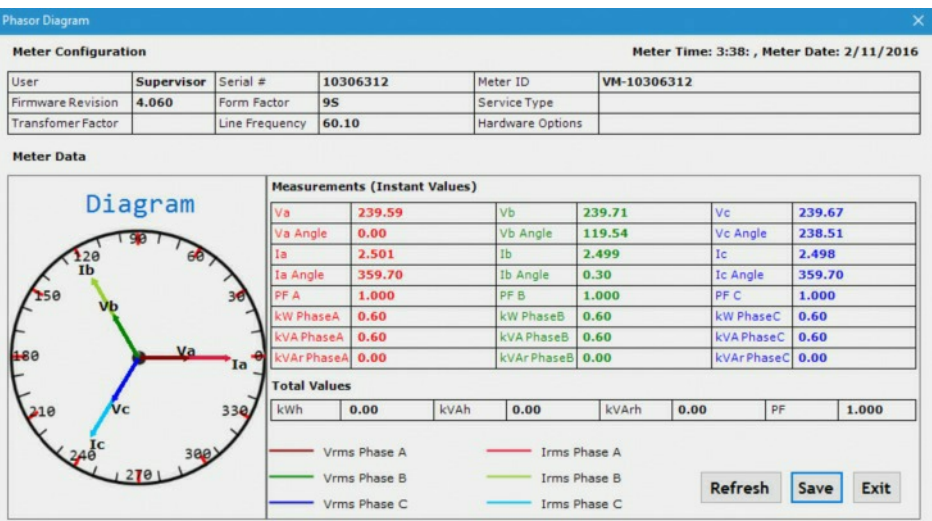 Phasor Diagram
Meter Configuration Meter Time: 3:38: , Meter Date: 2/11/2016
User Supervisor Serial # 10306312 Meter ID VM-10306312
Firmware Revision 4.060 Form Factor 9S Service Type
Transfomer Factor Line Frequency 60.10 Hardware Options
Meter Data
Diagram
90
120 60
Ib
150 30
Vb
180 Va 0
Ia
210 Vc 330
Ic
240 300
270
Measurements (Instant Values)
Va 239.59 Vb 239.71 Vc 239.67
Va Angle 0.00 Vb Angle 119.54 Vc Angle 238.51
Ia 2.501 Ib 2.499 Ic 2.498
Ia Angle 359.70 Ib Angle 0.30 Ic Angle 359.70
PF A 1.000 PF B 1.000 PF C 1.000
kW PhaseA 0.60 kW PhaseB 0.60 kW PhaseC 0.60
kVA PhaseA 0.60 kVA PhaseB 0.60 kVA PhaseC 0.60
kVAr PhaseA 0.00 kVAr PhaseB 0.00 kVAr PhaseC 0.00
Total Values
kWh 0.00 kVAh 0.00 kVArh 0.00 PF 1.000
Vrms Phase A Irms Phase A
Vrms Phase B Irms Phase B
Vrms Phase C Irms Phase C
Refresh Save Exit